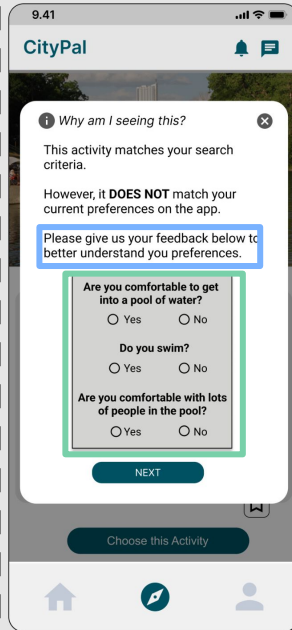 9.41
CityPal
Why am I seeing this?
This activity matches your search
criteria.
However, it DOES NOT match your
current preferences on the app.
Please give us your feedback below to
better understand you preferences.
Are you comfortable to get
into a pool of water?
Yes No
Do you swim?
Yes No
Are you comfortable with lots
of people in the pool?
Yes No
NEXT
Choose this Activity